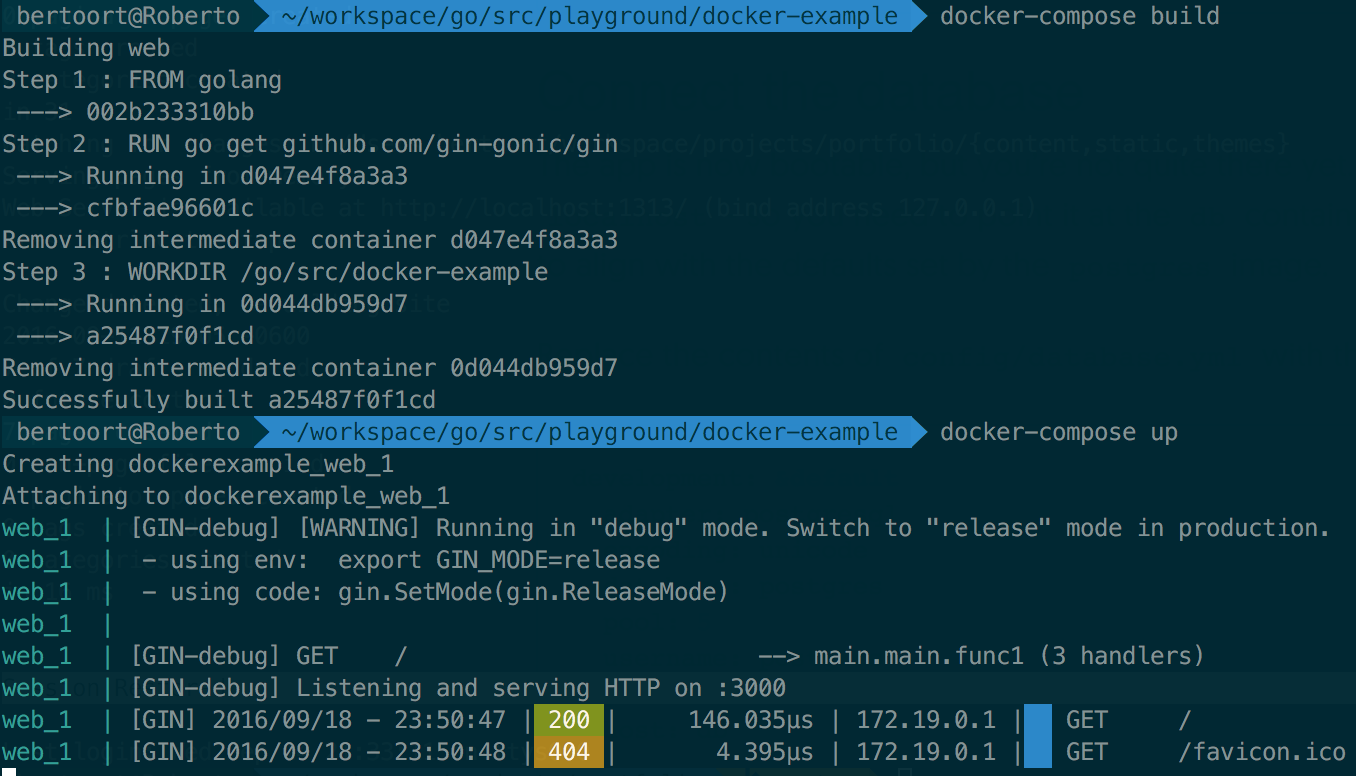 bertoort@Roberto ~/workspace/go/src/playground/docker-example docker-compose build
Building web
Step 1 : FROM golang
 ---> 002b233310bb
Step 2 : RUN go get github.com/gin-gonic/gin
 ---> Running in d047e4f8a3a3
 ---> cfbfae96601c
Removing intermediate container d047e4f8a3a3
Step 3 : WORKDIR /go/src/docker-example
 ---> Running in 0d044db959d7
 ---> a25487f0f1cd
Removing intermediate container 0d044db959d7
Successfully built a25487f0f1cd
bertoort@Roberto ~/workspace/go/src/playground/docker-example docker-compose up
Creating dockerexample_web_1
Attaching to dockerexample_web_1
web_1 | [GIN-debug] [WARNING] Running in "debug" mode. Switch to "release" mode in production.
web_1 | - using env: export GIN_MODE=release
web_1 | - using code: gin.SetMode(gin.ReleaseMode)
web_1 |
web_1 | [GIN-debug] GET / --> main.main.func1 (3 handlers)
web_1 | [GIN-debug] Listening and serving HTTP on :3000
web_1 | [GIN] 2016/09/18 - 23:50:47 | 200 | 146.035µs | 172.19.0.1 | GET /
web_1 | [GIN] 2016/09/18 - 23:50:48 | 404 | 4.395µs | 172.19.0.1 | GET /favicon.ico